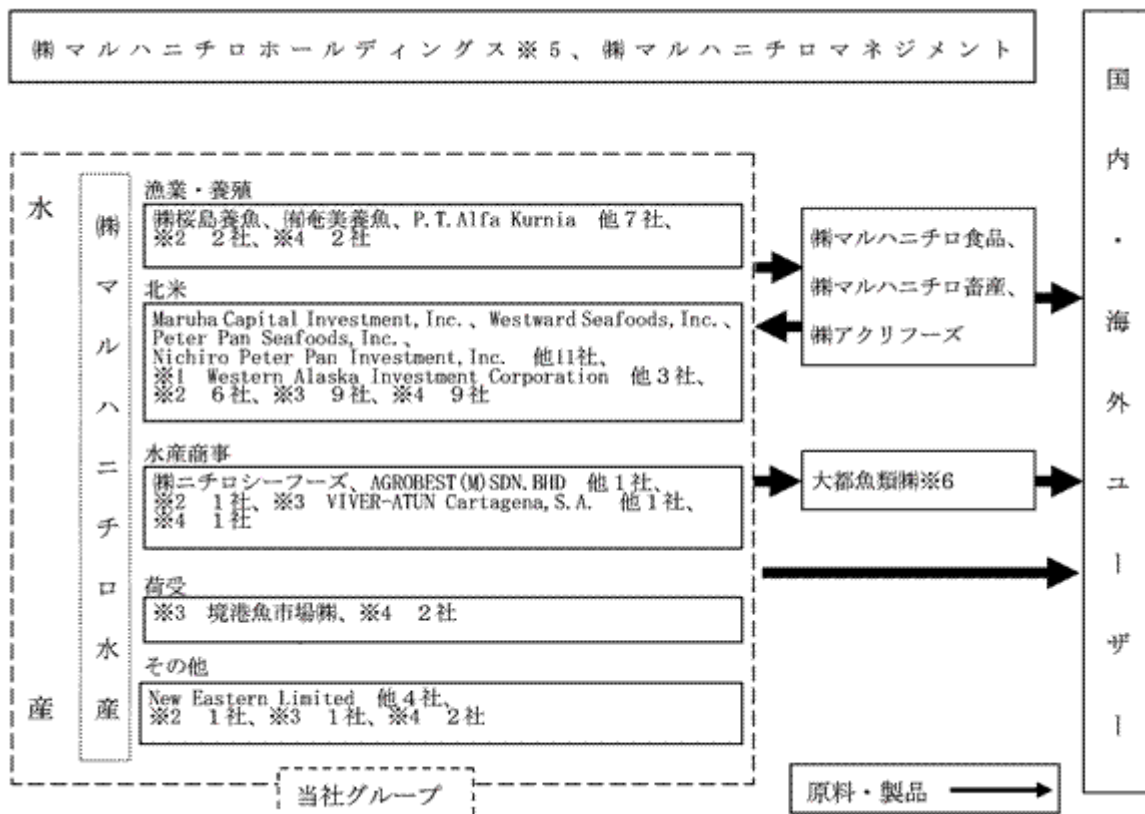 ㈱マルハニチロホールディングス※5、㈱マルハニチロマネジメント
国内・海外ユーザー
水産
㈱マルハニチロ水産
漁業・養殖
㈱桜島養魚、㈲奄美養魚、P.T.Alfa Kurnia 他7社、
※2 2社、※4 2社
北米
Maruha Capital Investment,Inc.、Westward Seafoods,Inc.、
Peter Pan Seafoods,Inc.、
Nichiro Peter Pan Investment,Inc. 他11社、
※1 Western Alaska Investment Corporation 他3社、
※2 6社、※3 9社、※4 9社
水産商事
㈱ニチロシーフーズ、AGROBEST(M)SDN.BHD 他1社、
※2 1社、※3 VIVER-ATUN Cartagena,S.A. 他1社、
※4 1社
荷受
※3 境港魚市場㈱、※4 2社
その他
New Eastern Limited 他4社、
※2 1社、※3 1社、※4 2社
㈱マルハニチロ食品、
㈱マルハニチロ畜産、
㈱アクリフーズ
大都魚類㈱※6
当社グループ
原料・製品